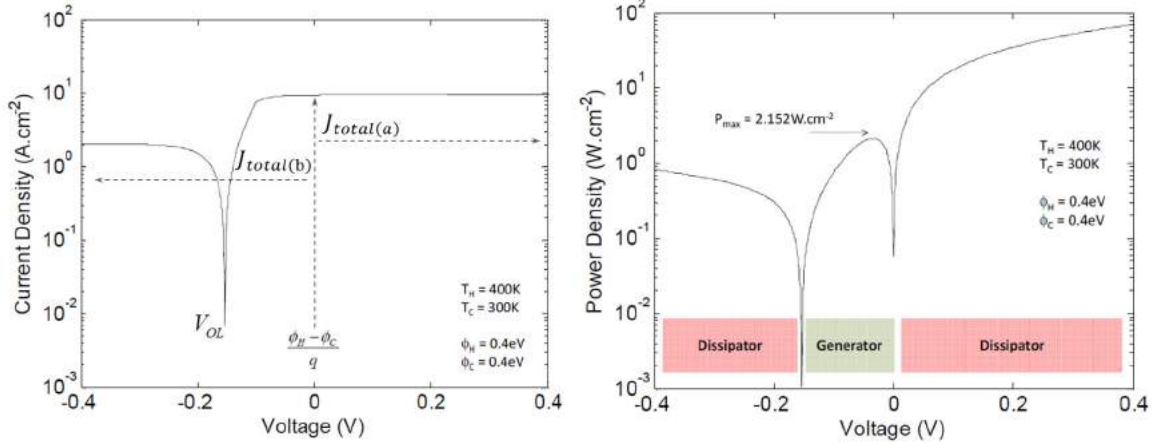 10²
10¹
10⁰
10⁻¹
10⁻²
10⁻³
Current Density (A.cm⁻²)
J_total(a)
J_total(b)
V_OL
ϕ_H − ϕ_C
q
T_H = 400K
T_C = 300K
ϕ_H = 0.4eV
ϕ_C = 0.4eV
-0.4 -0.2 0 0.2 0.4
Voltage (V)
10²
10¹
10⁰
10⁻¹
10⁻²
10⁻³
Power Density (W.cm⁻²)
P_max = 2.152W.cm⁻²
T_H = 400K
T_C = 300K
ϕ_H = 0.4eV
ϕ_C = 0.4eV
Dissipator Generator Dissipator
-0.4 -0.2 0 0.2 0.4
Voltage (V)